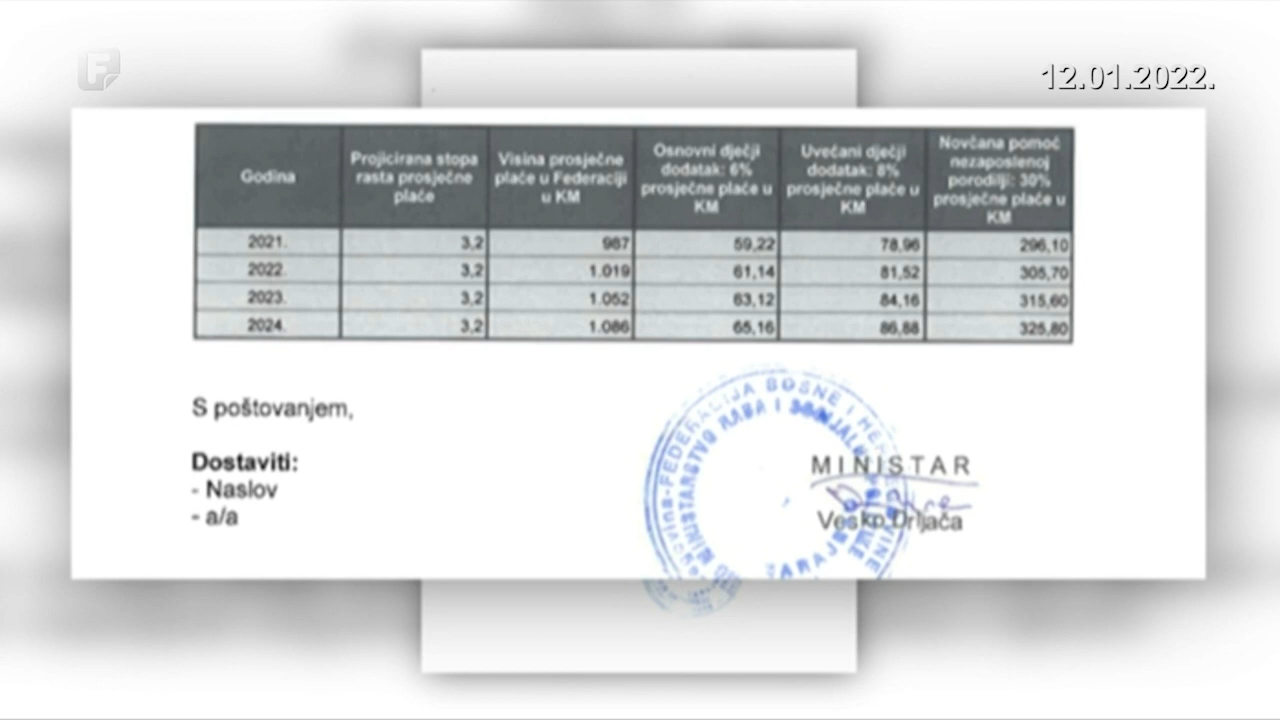 F
12.01.2022.
Godina
Projicirana stopa
rasta prosječne
plaće
Visina prosječne
plaće u Federaciji
u KM
Osnovni dječji
dodatak: 6%
prosječne plaće u
KM
Uvećani dječji
dodatak: 8%
prosječne plaće u
KM
Novčana pomoć
nezaposlenoj
porodilji: 30%
prosječne plaće u
KM
2021. 3,2 987 59,22 78,96 296,10
2022. 3,2 1.019 61,14 81,52 305,70
2023. 3,2 1.052 63,12 84,16 315,60
2024. 3,2 1.086 65,16 86,88 325,80
S poštovanjem,
Dostaviti:
- Naslov
- a/a
FEDERACIJA BOSNE I
MINISTARSTVO RADA I
MINISTAR
Vesko Drljača